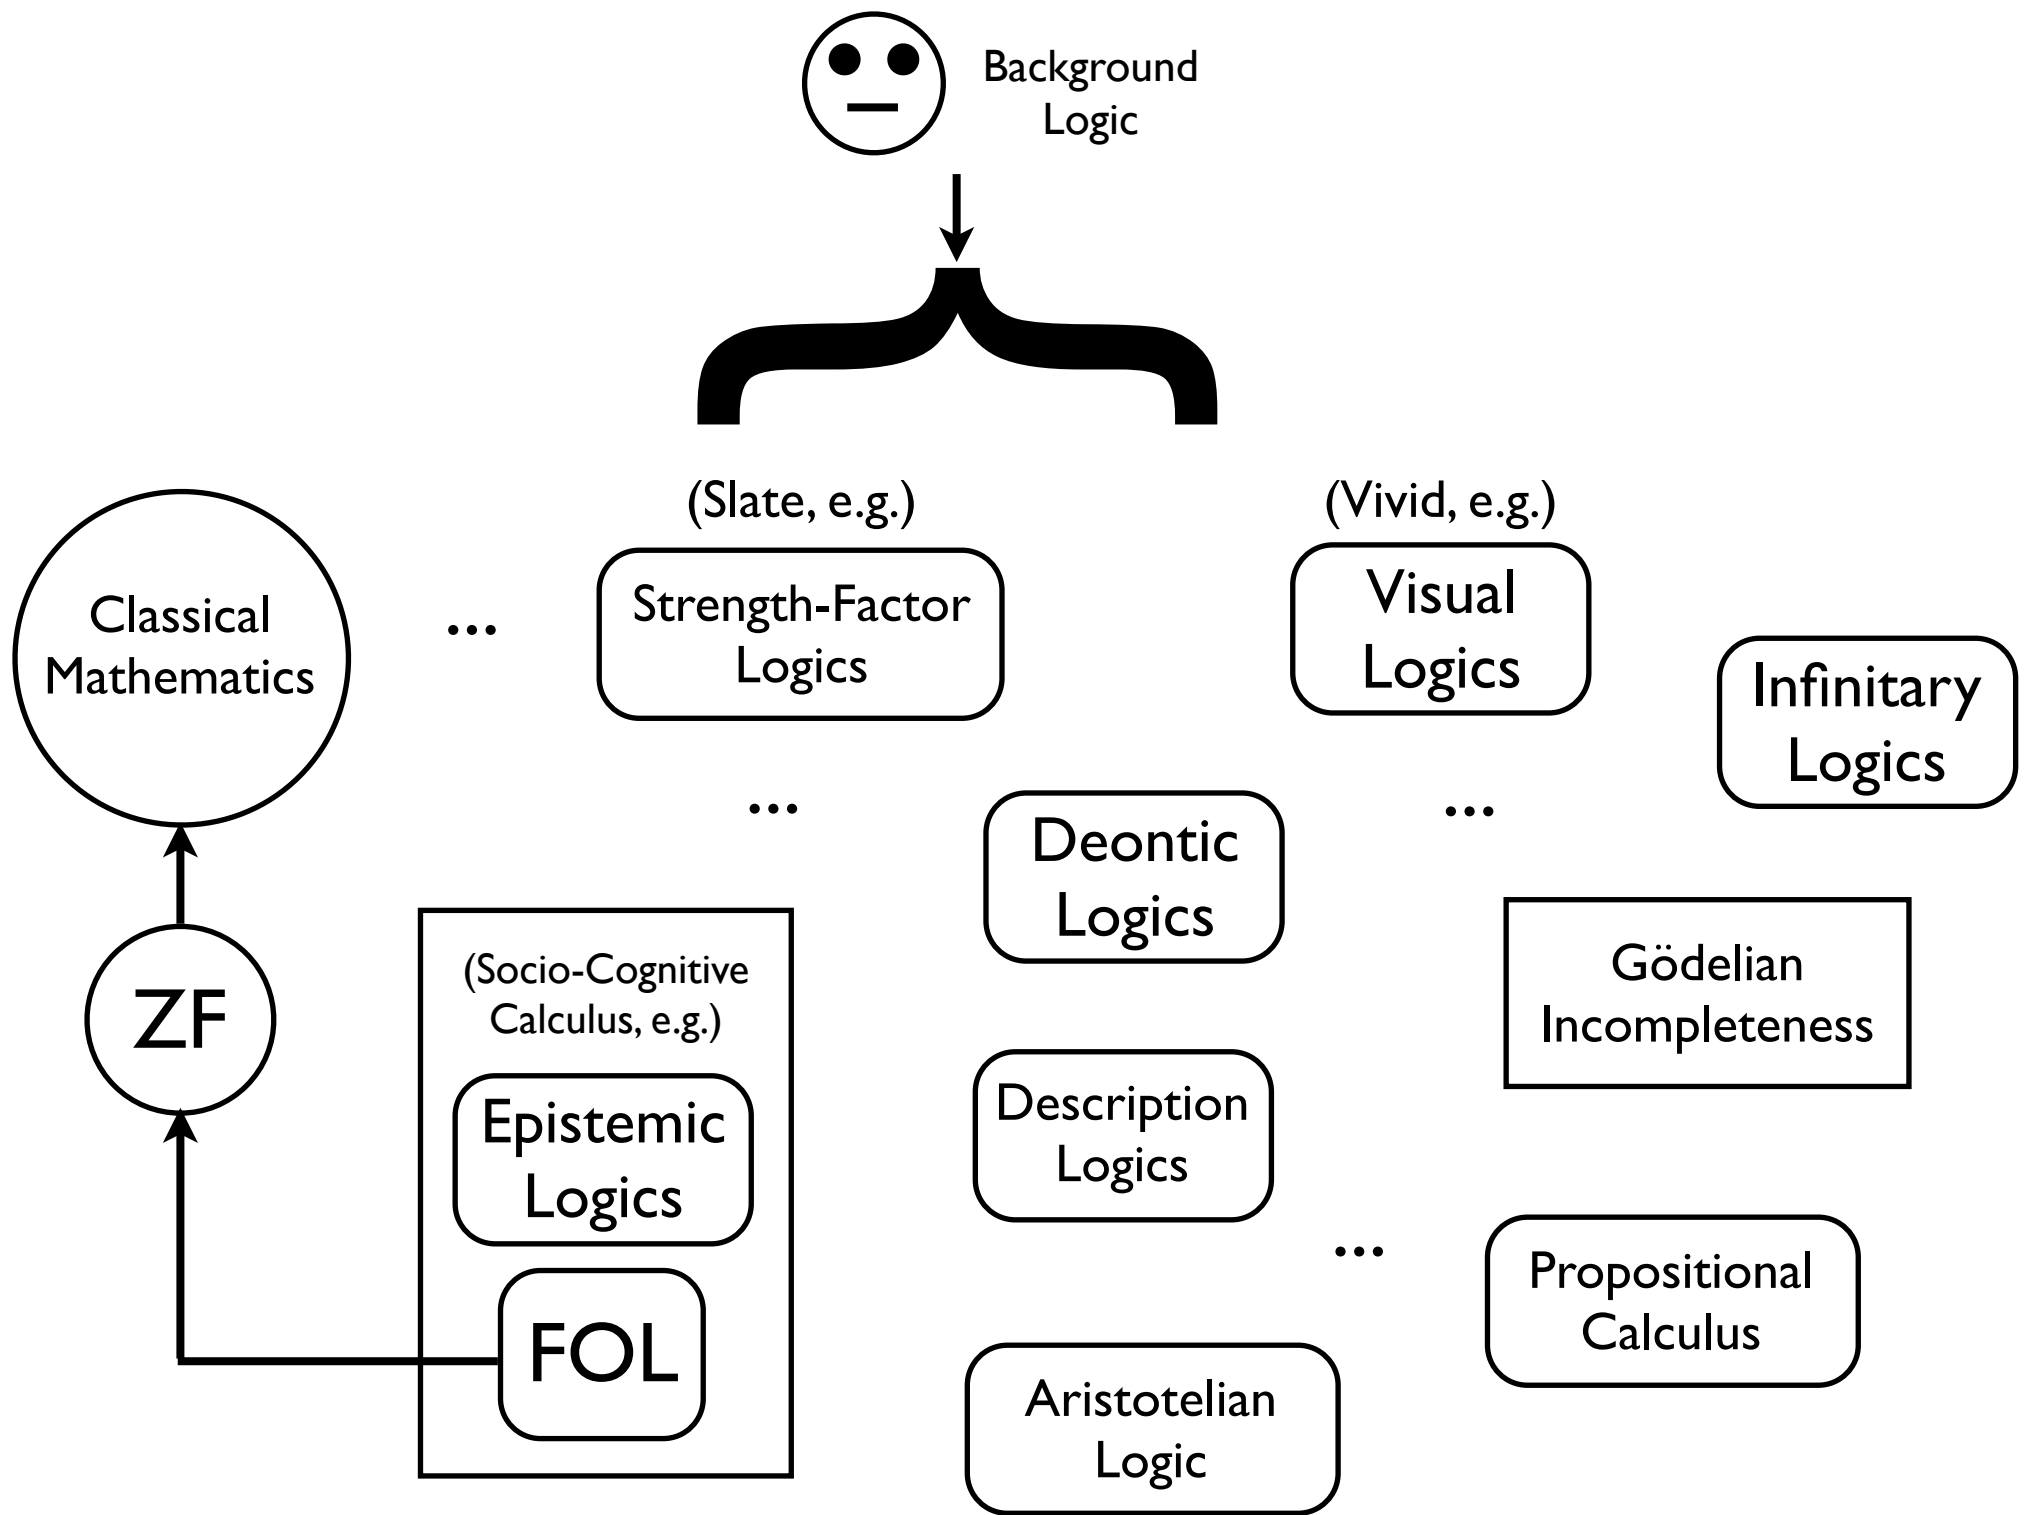 Background
Logic
(Slate, e.g.)
(Vivid, e.g.)
Classical
Mathematics
...
Strength-Factor
Logics
Visual
Logics
Infinitary
Logics
...
Deontic
Logics
...
(Socio-Cognitive
Calculus, e.g.)
Gödelian
Incompleteness
ZF
Epistemic
Logics
Description
Logics
...
Propositional
Calculus
FOL
Aristotelian
Logic